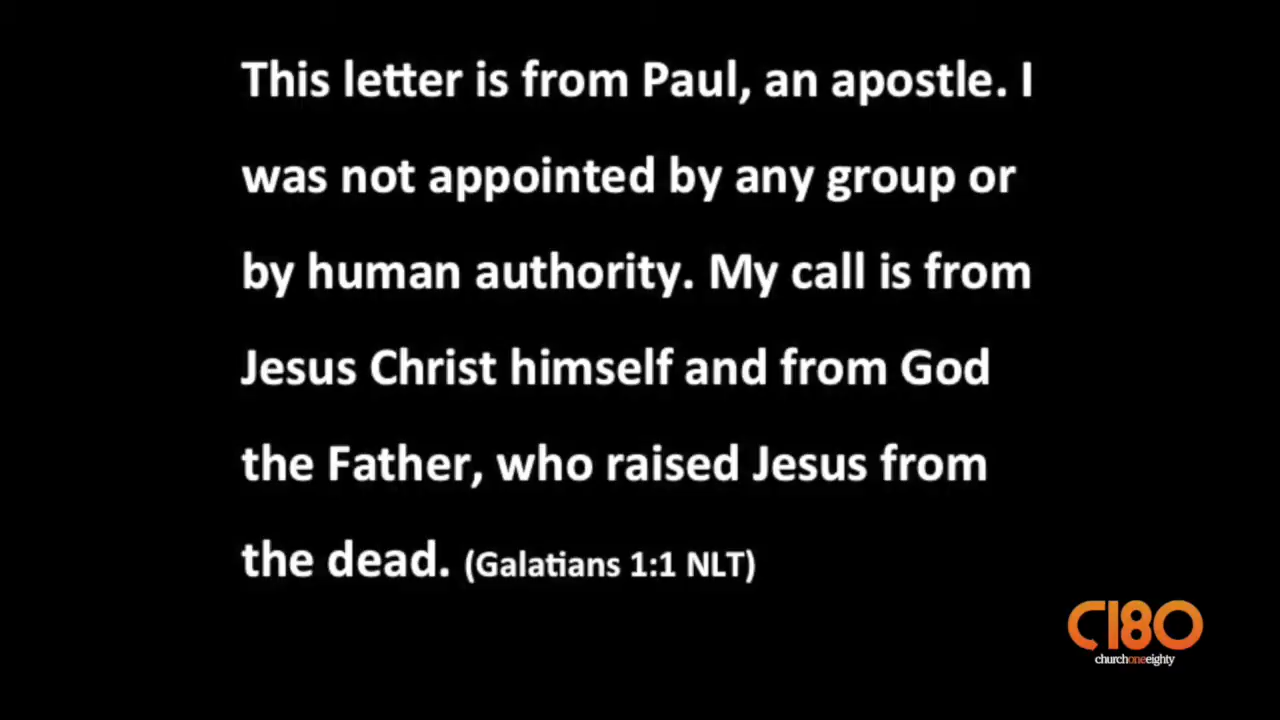 This letter is from Paul, an apostle. I
was not appointed by any group or
by human authority. My call is from
Jesus Christ himself and from God
the Father, who raised Jesus from
the dead. (Galatians 1:1 NLT)
C180
churchoneeighty